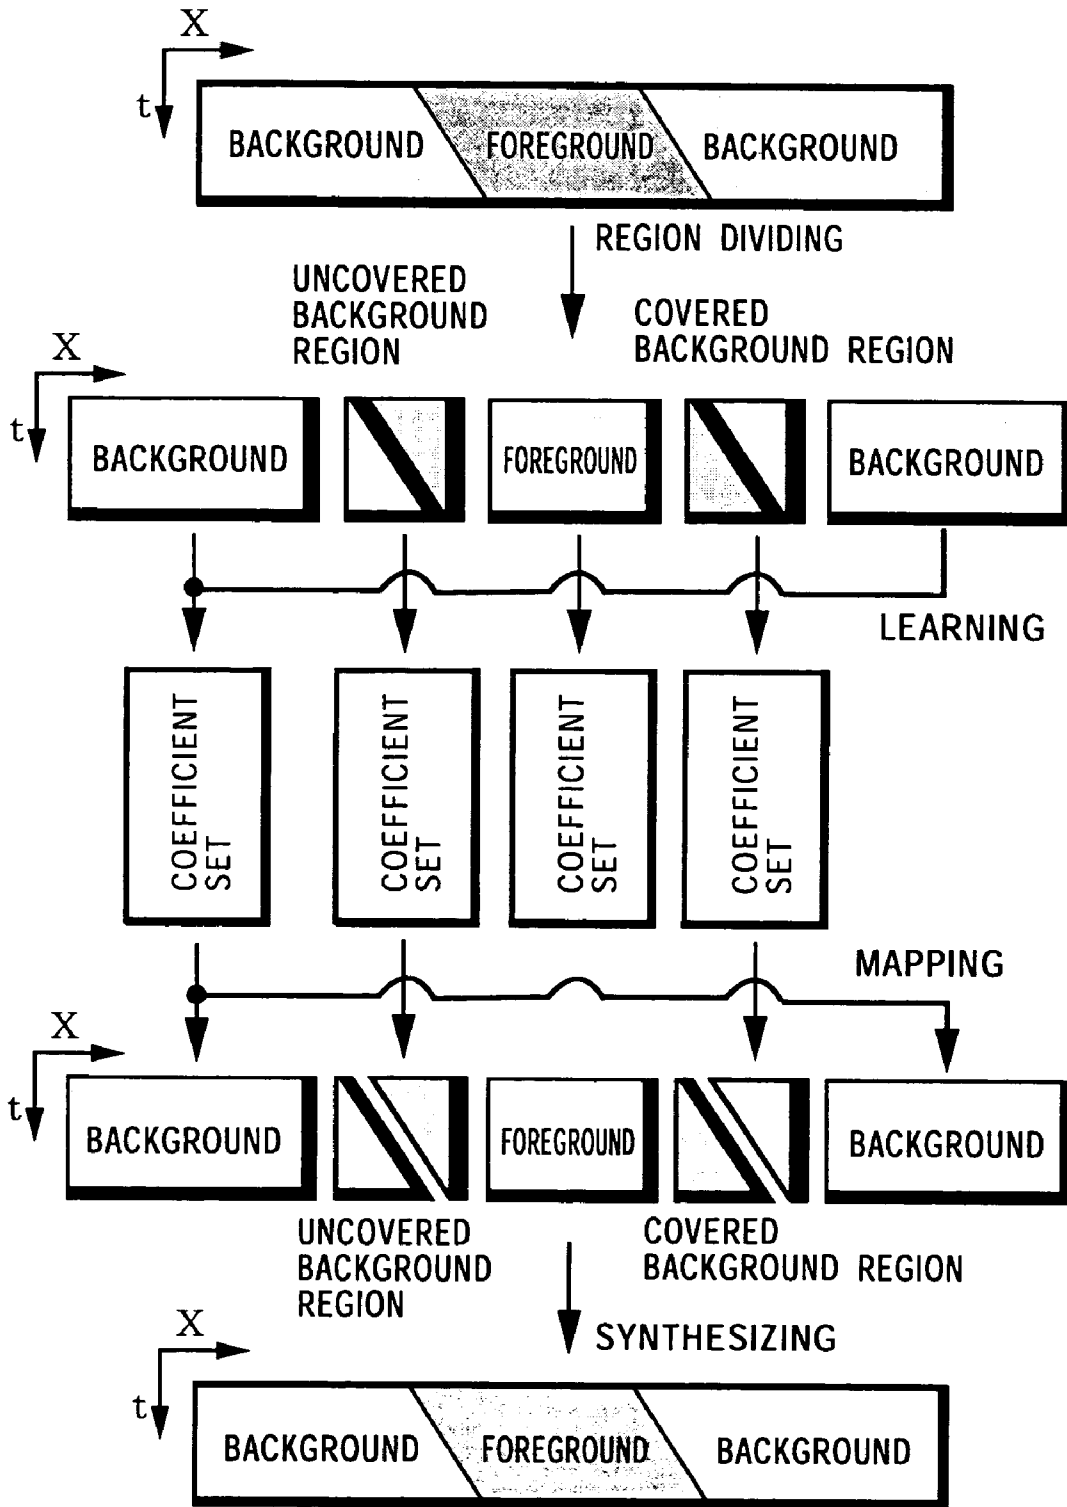 X
t
BACKGROUND
FOREGROUND
BACKGROUND
REGION DIVIDING
UNCOVERED
BACKGROUND
REGION
COVERED
BACKGROUND REGION
X
t
BACKGROUND
FOREGROUND
BACKGROUND
LEARNING
COEFFICIENT
SET
COEFFICIENT
SET
COEFFICIENT
SET
COEFFICIENT
SET
MAPPING
X
t
BACKGROUND
FOREGROUND
BACKGROUND
UNCOVERED
BACKGROUND
REGION
COVERED
BACKGROUND REGION
SYNTHESIZING
X
t
BACKGROUND
FOREGROUND
BACKGROUND